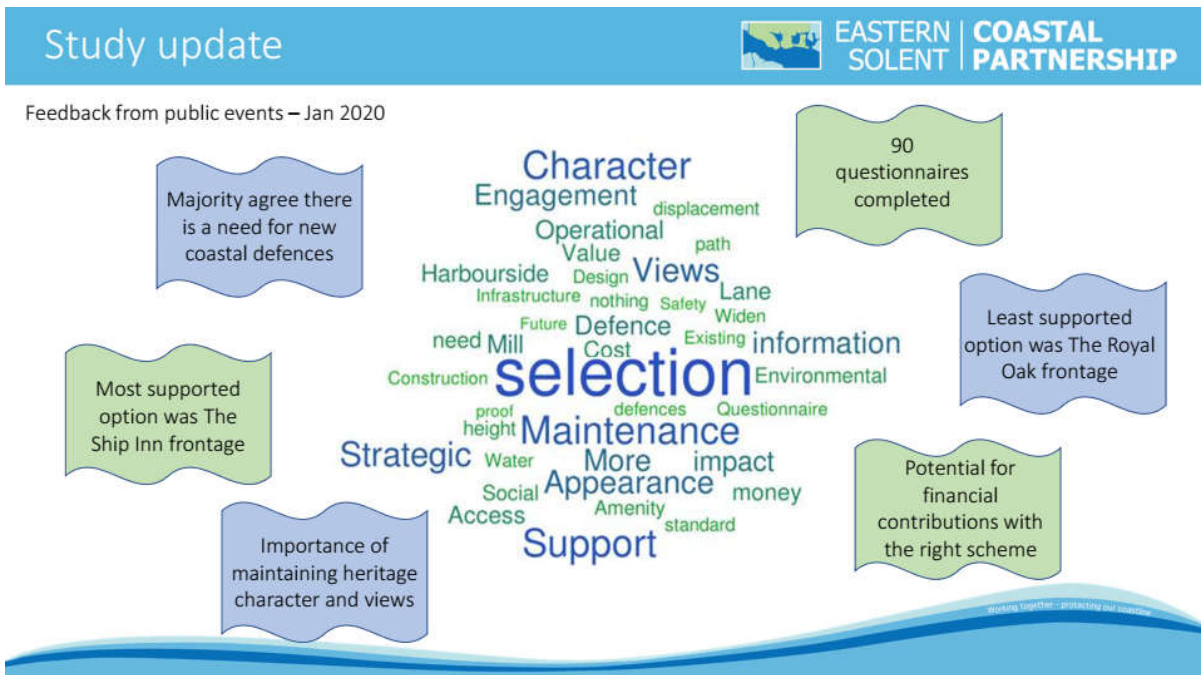 Study update
EASTERN
SOLENT
COASTAL
PARTNERSHIP
Feedback from public events – Jan 2020
Majority agree there
is a need for new
coastal defences
Most supported
option was The
Ship Inn frontage
Importance of
maintaining heritage
character and views
Character
Engagement
displacement
Operational
Value
path
Harbourside
Design
Views
Infrastructure
nothing
Safety
Lane
Widen
Future
Defence
need
Mill
Cost
Existing
information
Construction
selection
Environmental
proof
defences
Questionnaire
height
Maintenance
Strategic
Water
More
impact
Social
Appearance
money
Access
Amenity
standard
Support
90
questionnaires
completed
Least supported
option was The Royal
Oak frontage
Potential for
financial
contributions with
the right scheme
Working together - protecting our coastline